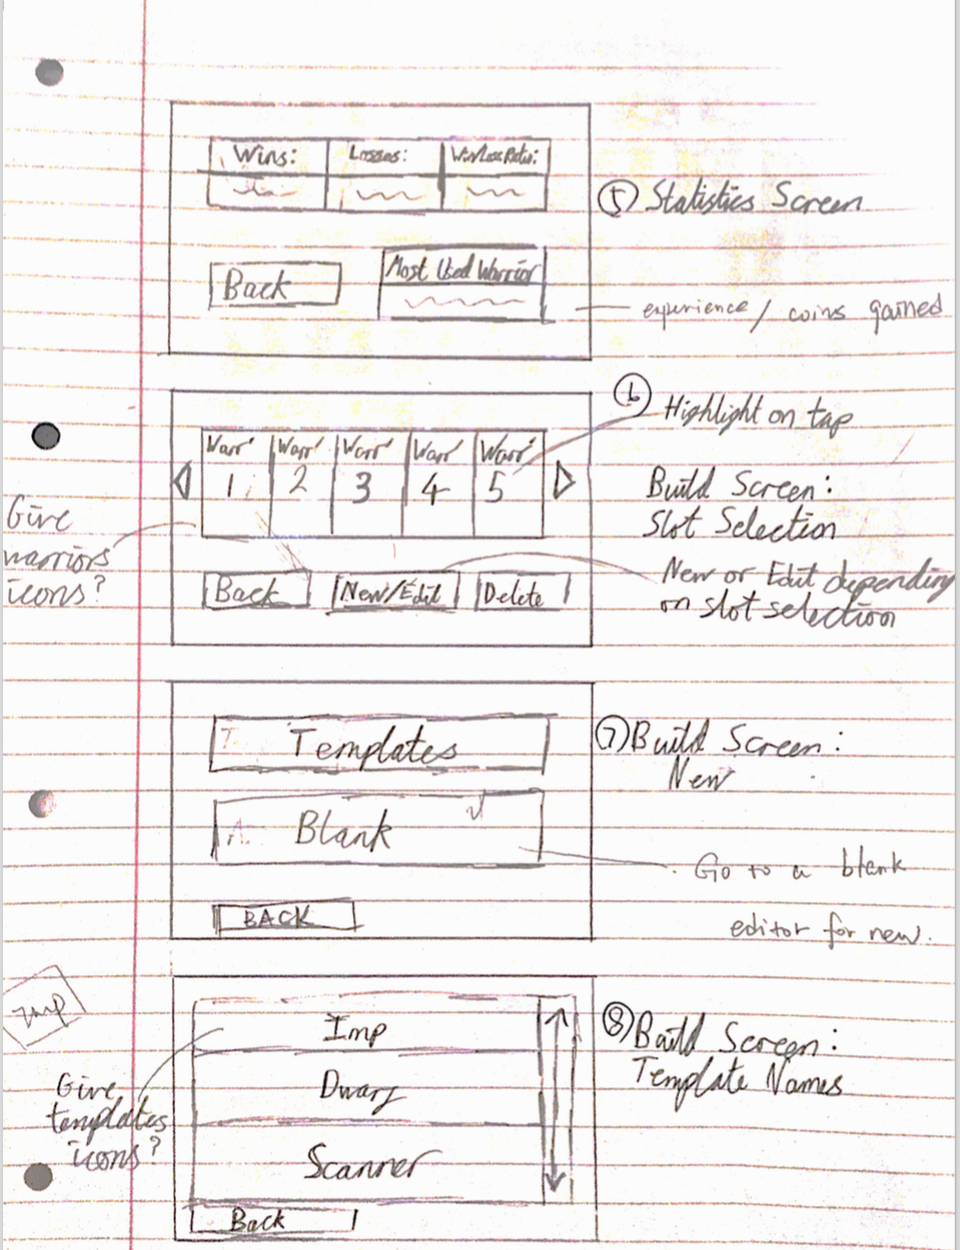 Wins: Losses: Win/Loss Ratio:
⑤ Statistics Screen
Back
Most Used Warrior
experience/ coins gained
⑥ Highlight on tap
Warr' Warr' Warr' Warr' Warr'
1 2 3 4 5
Build Screen:
Slot Selection
Give
warriors
icons?
Back New/Edit Delete
New or Edit depending
on slot selection
Templates
⑦ Build Screen:
New
Blank
Go to a blank
editor for new.
BACK
Imp
Imp
⑧ Build Screen:
Template Names
Give
templates
icons?
Dwarf
Scanner
Back